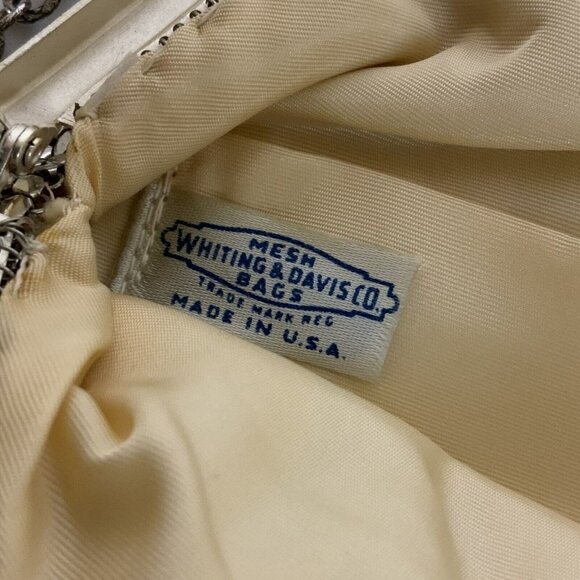 MESH
WHITING & DAVIS CO.
BAGS
TRADE MARK REG
MADE IN U.S.A.